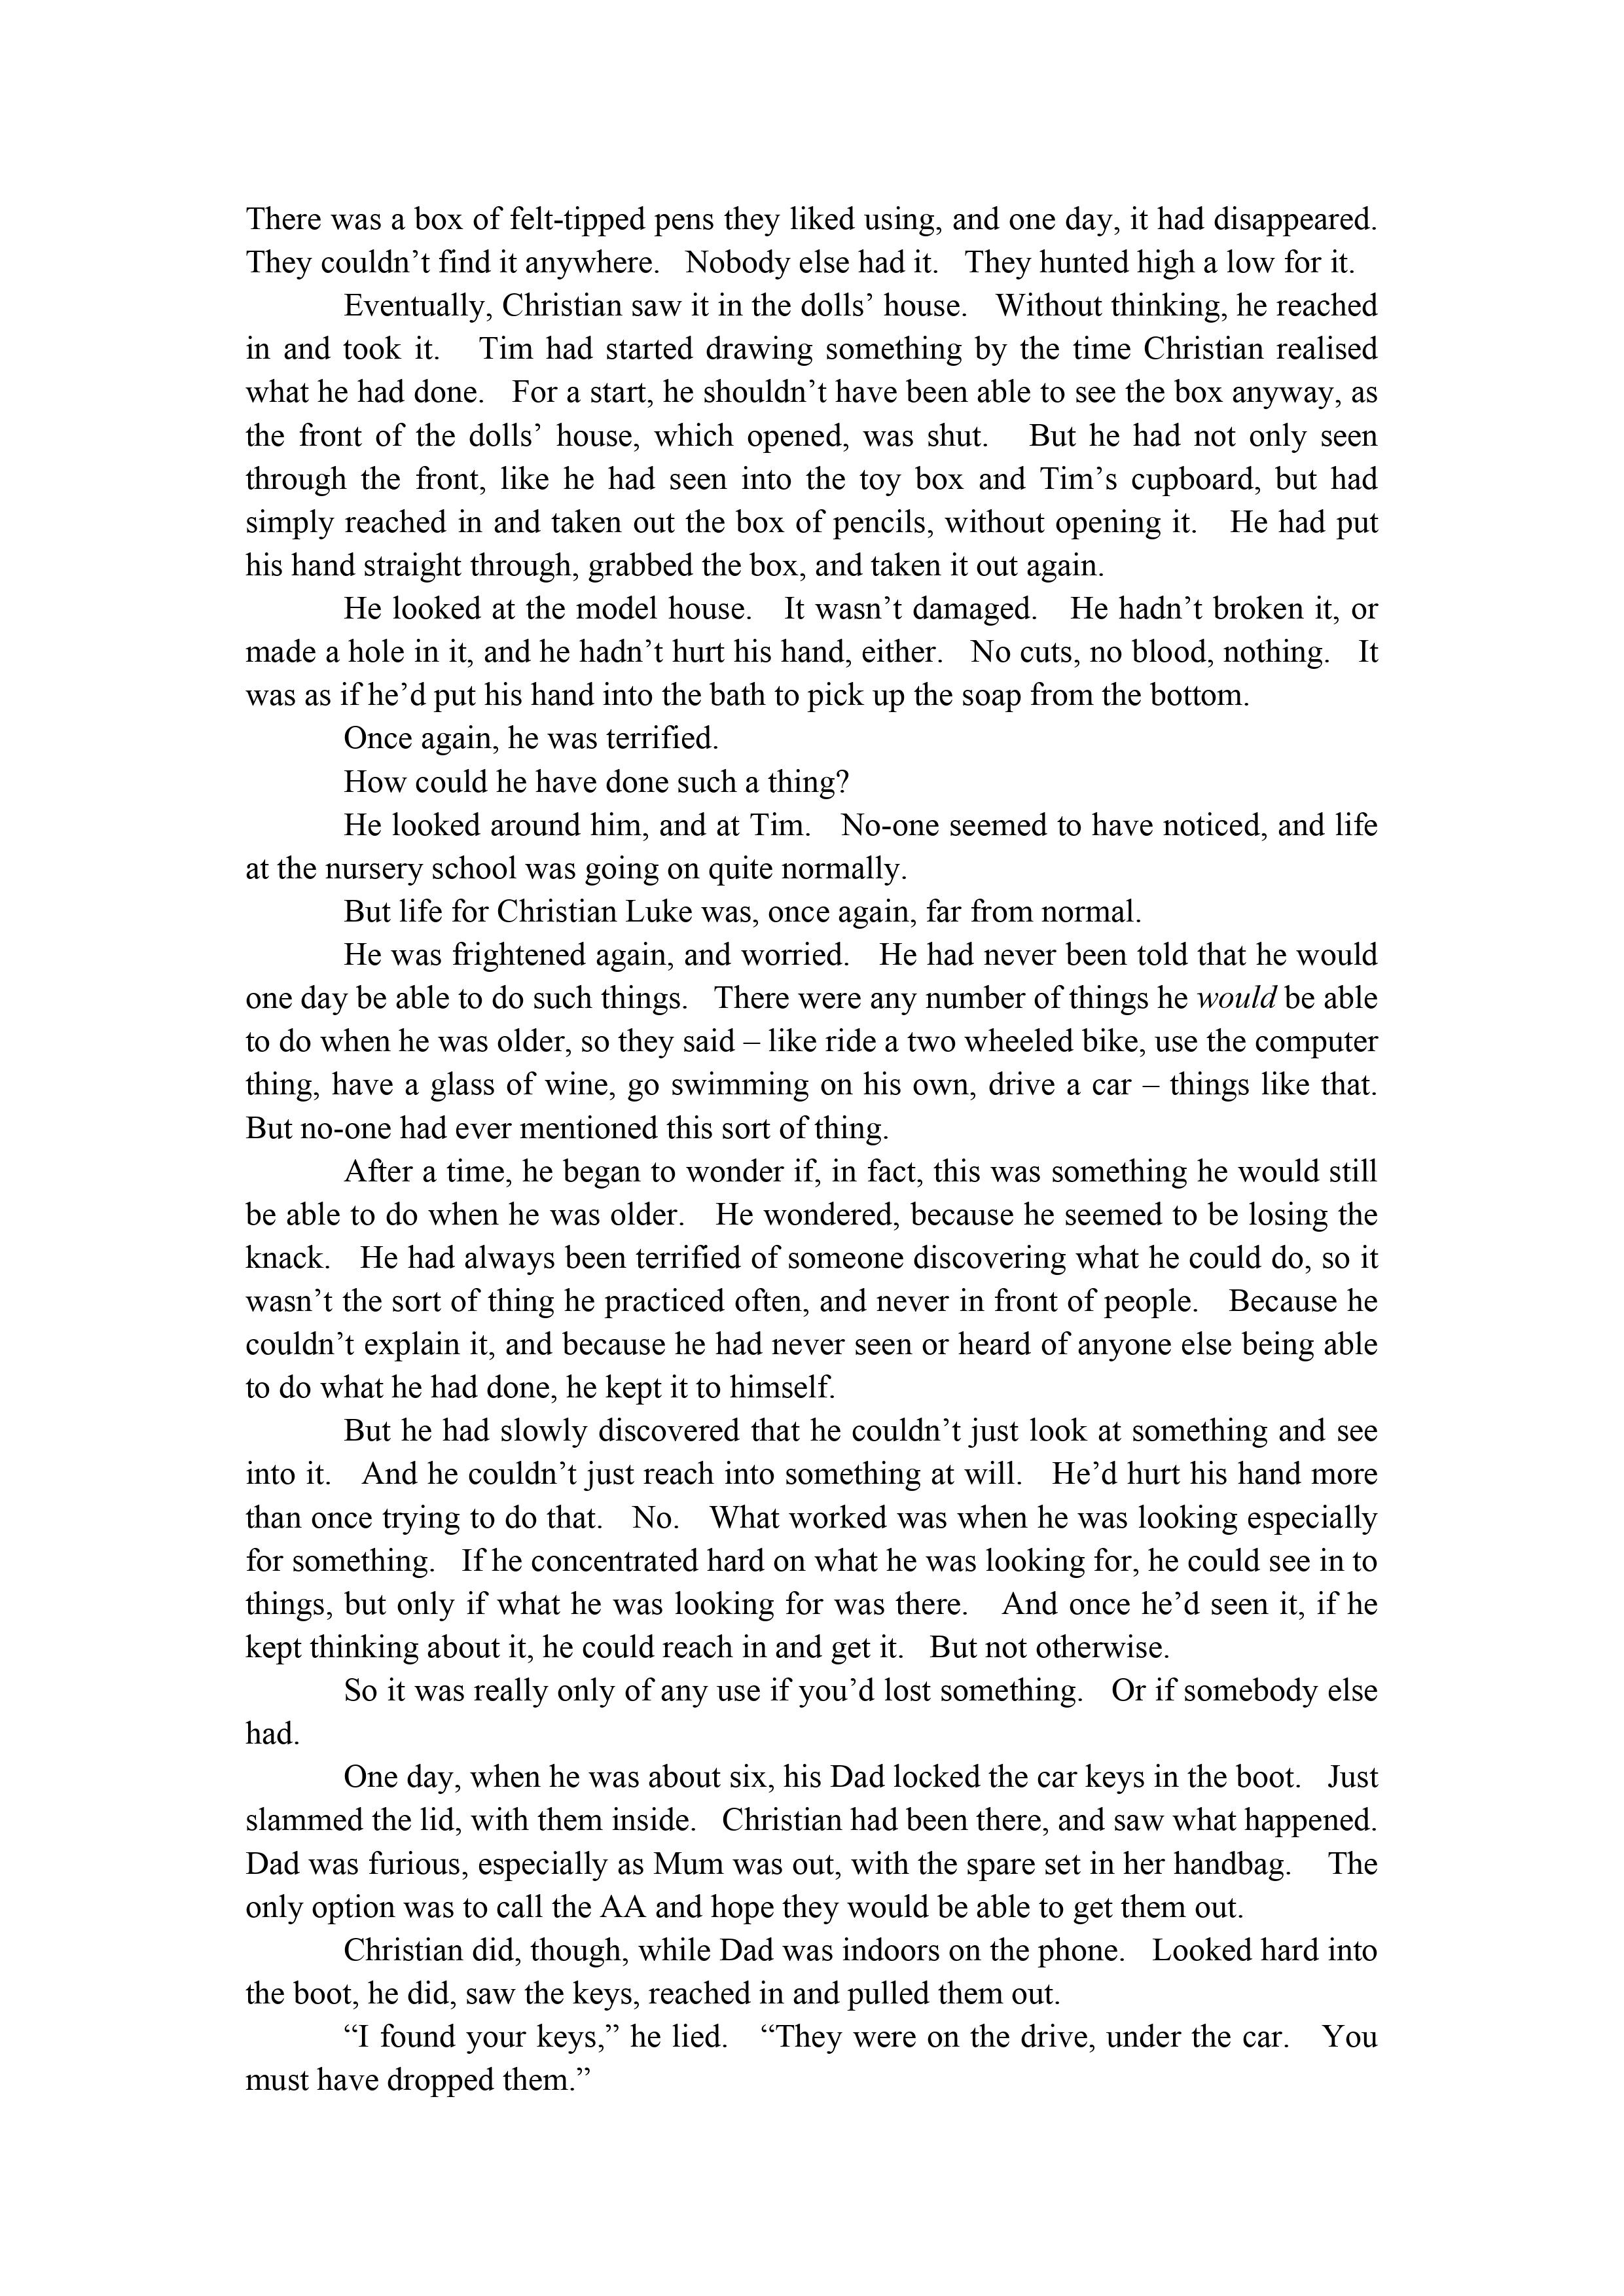 There was a box of felt-tipped pens they liked using, and one day, it had disappeared.
They couldn’t find it anywhere. Nobody else had it. They hunted high a low for it.
Eventually, Christian saw it in the dolls’ house. Without thinking, he reached
in and took it. Tim had started drawing something by the time Christian realised
what he had done. For a start, he shouldn’t have been able to see the box anyway, as
the front of the dolls’ house, which opened, was shut. But he had not only seen
through the front, like he had seen into the toy box and Tim’s cupboard, but had
simply reached in and taken out the box of pencils, without opening it. He had put
his hand straight through, grabbed the box, and taken it out again.
He looked at the model house. It wasn’t damaged. He hadn’t broken it, or
made a hole in it, and he hadn’t hurt his hand, either. No cuts, no blood, nothing. It
was as if he’d put his hand into the bath to pick up the soap from the bottom.
Once again, he was terrified.
How could he have done such a thing?
He looked around him, and at Tim. No-one seemed to have noticed, and life
at the nursery school was going on quite normally.
But life for Christian Luke was, once again, far from normal.
He was frightened again, and worried. He had never been told that he would
one day be able to do such things. There were any number of things he would be able
to do when he was older, so they said – like ride a two wheeled bike, use the computer
thing, have a glass of wine, go swimming on his own, drive a car – things like that.
But no-one had ever mentioned this sort of thing.
After a time, he began to wonder if, in fact, this was something he would still
be able to do when he was older. He wondered, because he seemed to be losing the
knack. He had always been terrified of someone discovering what he could do, so it
wasn’t the sort of thing he practiced often, and never in front of people. Because he
couldn’t explain it, and because he had never seen or heard of anyone else being able
to do what he had done, he kept it to himself.
But he had slowly discovered that he couldn’t just look at something and see
into it. And he couldn’t just reach into something at will. He’d hurt his hand more
than once trying to do that. No. What worked was when he was looking especially
for something. If he concentrated hard on what he was looking for, he could see in to
things, but only if what he was looking for was there. And once he’d seen it, if he
kept thinking about it, he could reach in and get it. But not otherwise.
So it was really only of any use if you’d lost something. Or if somebody else
had.
One day, when he was about six, his Dad locked the car keys in the boot. Just
slammed the lid, with them inside. Christian had been there, and saw what happened.
Dad was furious, especially as Mum was out, with the spare set in her handbag. The
only option was to call the AA and hope they would be able to get them out.
Christian did, though, while Dad was indoors on the phone. Looked hard into
the boot, he did, saw the keys, reached in and pulled them out.
“I found your keys,” he lied. “They were on the drive, under the car. You
must have dropped them.”